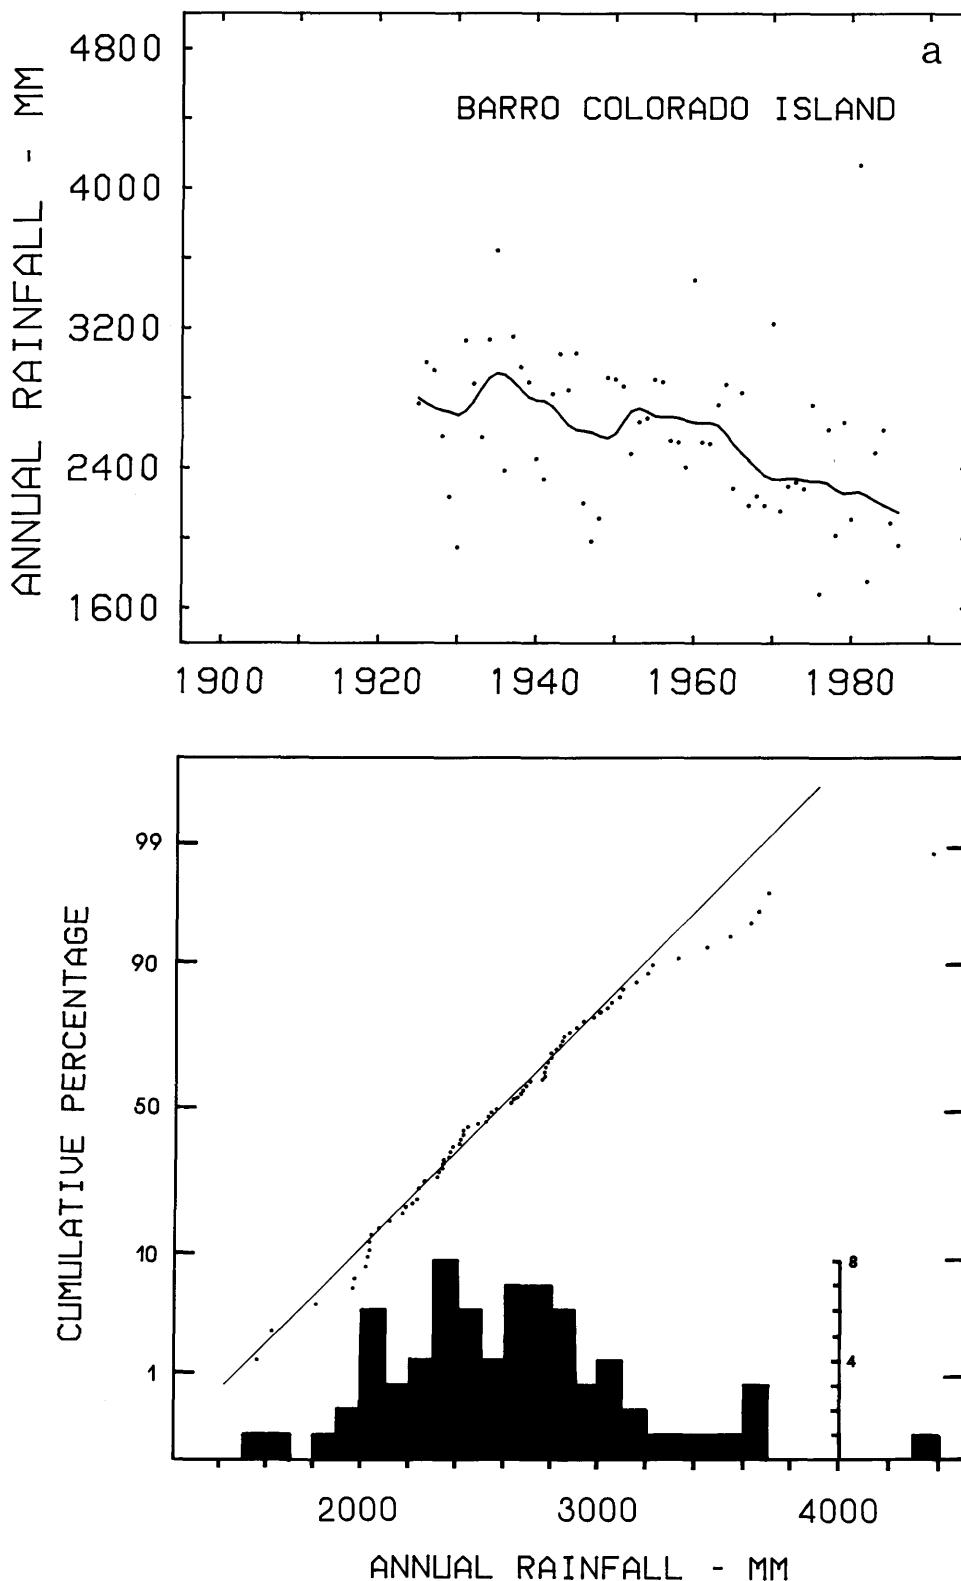 a
BARRO COLORADO ISLAND
ANNUAL RAINFALL - MM
4800
4000
3200
2400
1600
1900 1920 1940 1960 1980
CUMULATIVE PERCENTAGE
99
90
50
10
1
8
4
2000 3000 4000
ANNUAL RAINFALL - MM